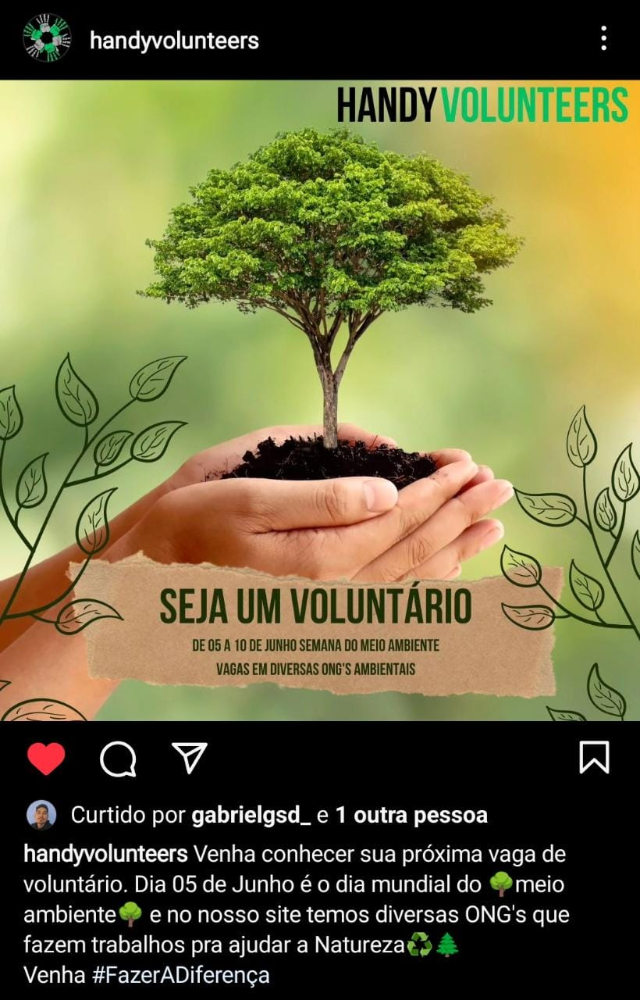 handyvolunteers
HANDYVOLUNTEERS
SEJA UM VOLUNTÁRIO
DE 05 A 10 DE JUNHO SEMANA DO MEIO AMBIENTE
VAGAS EM DIVERSAS ONG'S AMBIENTAIS
Curtido por gabrielgsd_ e 1 outra pessoa
handyvolunteers Venha conhecer sua próxima vaga de
voluntário. Dia 05 de Junho é o dia mundial do 🌳meio
ambiente🌳 e no nosso site temos diversas ONG's que
fazem trabalhos pra ajudar a Natureza♻️🌲
Venha #FazerADiferença